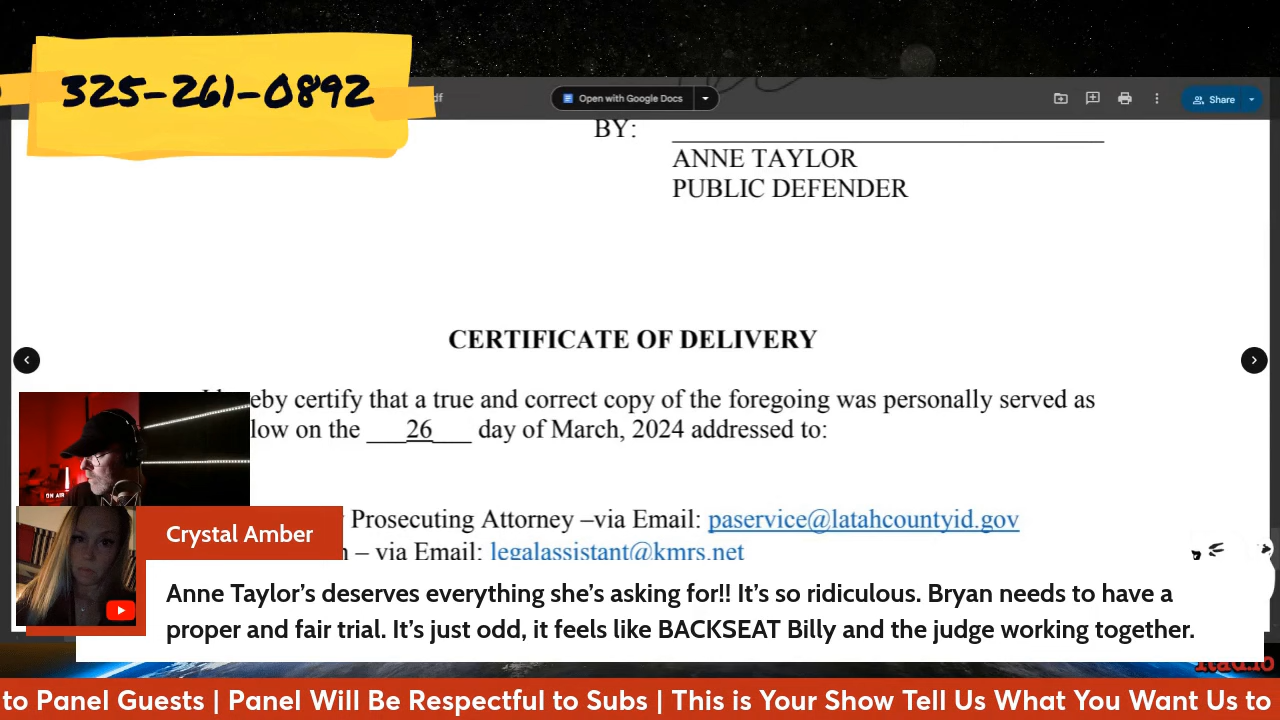 325-261-0892
df
Open with Google Docs
Share
BY:
ANNE TAYLOR
PUBLIC DEFENDER
CERTIFICATE OF DELIVERY
eby certify that a true and correct copy of the foregoing was personally served as
low on the ___26___ day of March, 2024 addressed to:
ON AIR
Prosecuting Attorney –via Email: paservice@latahcountyid.gov
n – via Email: legalassistant@kmrs.net
Crystal Amber
Anne Taylor's deserves everything she's asking for!! It's so ridiculous. Bryan needs to have a
proper and fair trial. It's just odd, it feels like BACKSEAT Billy and the judge working together.
to Panel Guests | Panel Will Be Respectful to Subs | This is Your Show Tell Us What You Want Us to